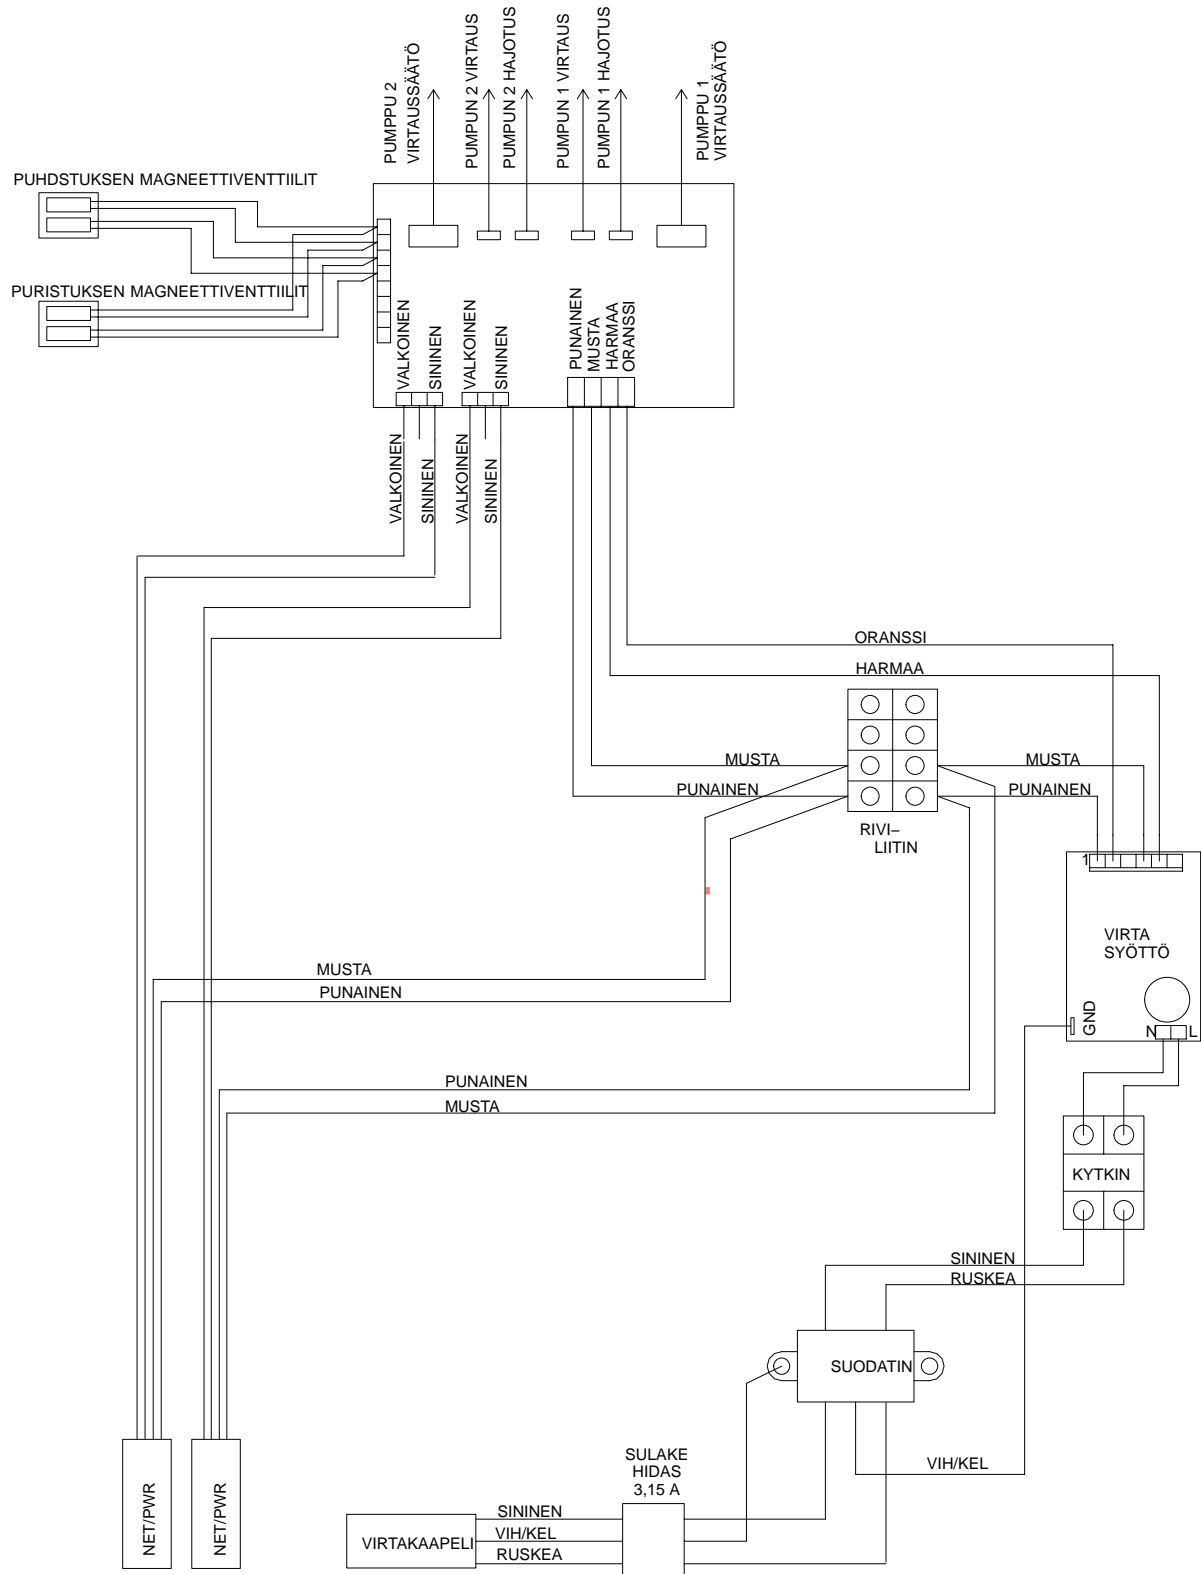 PUMPPU 2
VIRTAUSSÄÄTÖ
PUMPUN 2 VIRTAUS
PUMPUN 2 HAJOTUS
PUMPUN 1 VIRTAUS
PUMPUN 1 HAJOTUS
PUMPPU 1
VIRTAUSSÄÄTÖ
PUHDSTUKSEN MAGNEETTIVENTTIILIT
PURISTUKSEN MAGNEETTIVENTTIILIT
VALKOINEN
SININEN
VALKOINEN
SININEN
PUNAINEN
MUSTA
HARMAA
ORANSSI
VALKOINEN
SININEN
VALKOINEN
SININEN
ORANSSI
HARMAA
MUSTA
MUSTA
PUNAINEN
PUNAINEN
RIVI–
LIITIN
1
VIRTA
SYÖTTÖ
MUSTA
PUNAINEN
GND
N
L
PUNAINEN
MUSTA
KYTKIN
SININEN
RUSKEA
SUODATIN
VIH/KEL
SULAKE
HIDAS
3,15 A
NET/PWR
NET/PWR
VIRTAKAAPELI
SININEN
VIH/KEL
RUSKEA